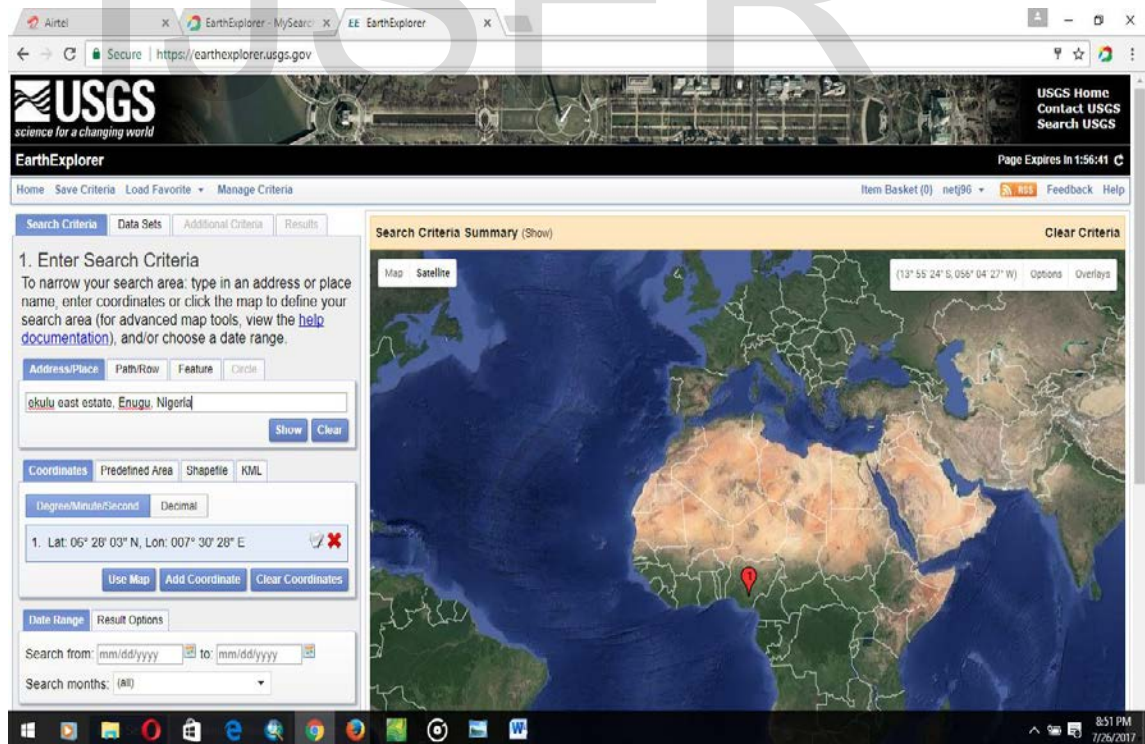 IJSER
Airtel
EarthExplorer - MySearc
EE EarthExplorer
Secure | https://earthexplorer.usgs.gov
USGS
science for a changing world
USGS Home
Contact USGS
Search USGS
EarthExplorer
Page Expires In 1:56:41
Home Save Criteria Load Favorite Manage Criteria
Item Basket (0) netj96 RSS Feedback Help
Search Criteria Data Sets Additional Criteria Results
1. Enter Search Criteria
To narrow your search area: type in an address or place
name, enter coordinates or click the map to define your
search area (for advanced map tools, view the help
documentation), and/or choose a date range.
Address/Place Path/Row Feature Circle
ekulu east estate, Enugu, Nigeria
Show Clear
Coordinates Predefined Area Shapefile KML
Degree/Minute/Second Decimal
1. Lat: 06° 28' 03" N, Lon: 007° 30' 28" E
Use Map Add Coordinate Clear Coordinates
Date Range Result Options
Search from: mm/dd/yyyy to: mm/dd/yyyy
Search months: (all)
Search Criteria Summary (Show)
Clear Criteria
Map Satellite
(13° 55' 24" S, 056° 04' 27" W) Options Overlays
1
8:51 PM
7/26/2017